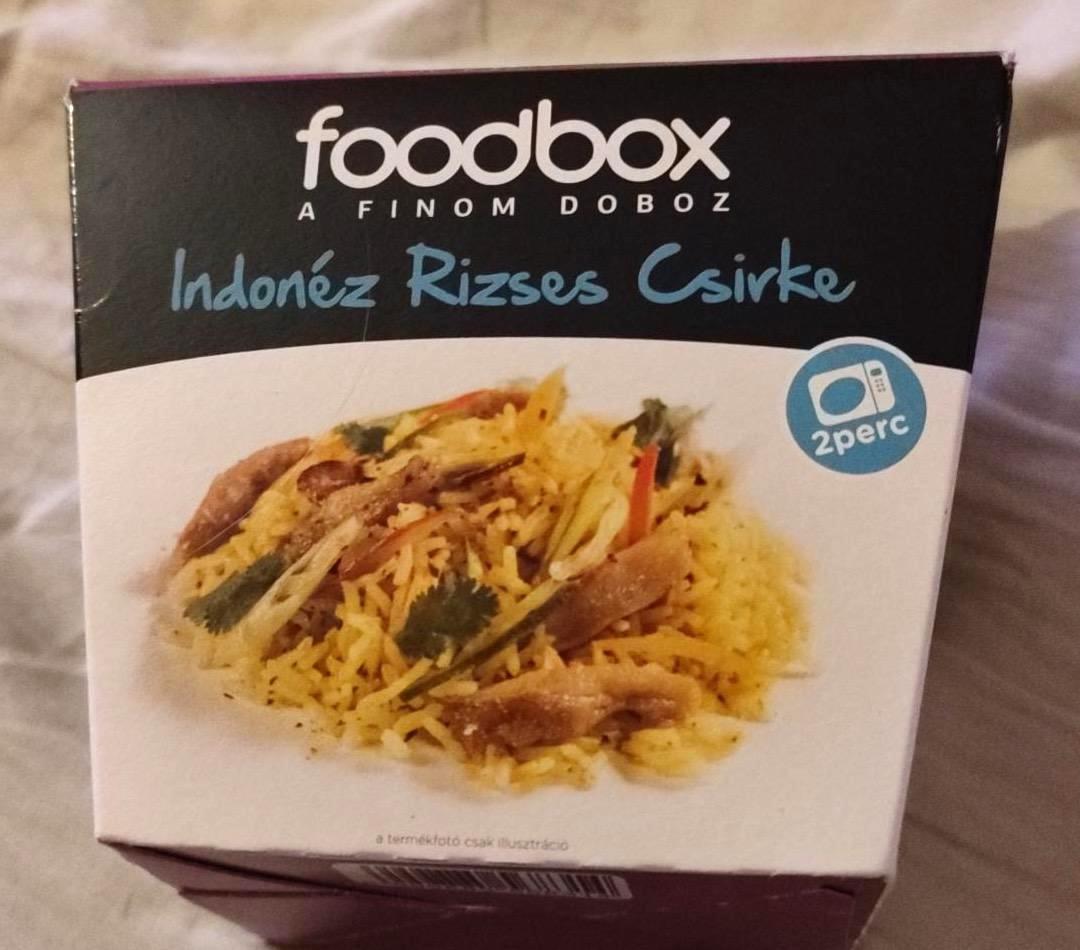 foodbox
A FINOM DOBOZ
Indonéz Rizses Csirke
2perc
a termékfotó csak illusztráció